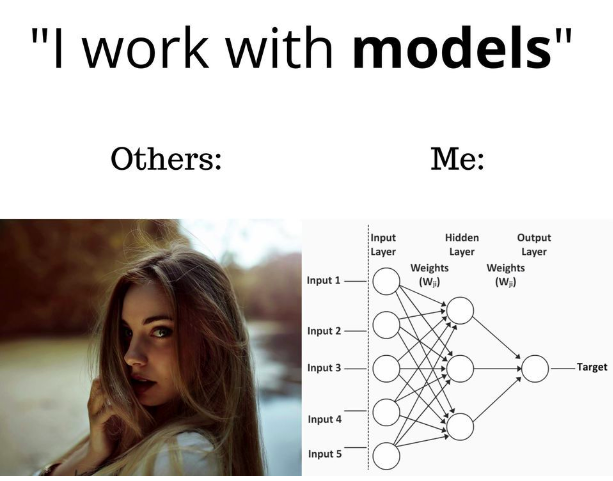 "I work with models"
Others:
Me:
Input Layer
Hidden Layer
Output Layer
Weights (Wji)
Weights (Wji)
Input 1
Input 2
Input 3
Input 4
Input 5
Target